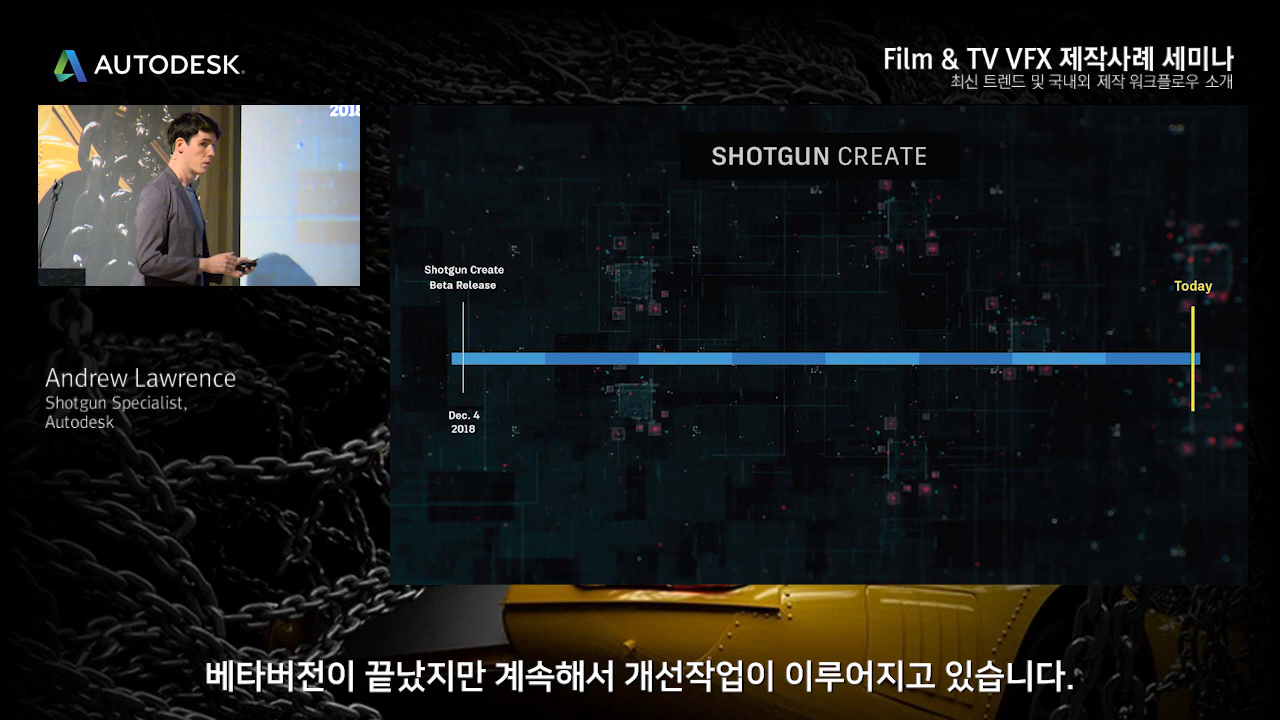 AUTODESK.
Film & TV VFX 제작사례 세미나
최신 트렌드 및 국내외 제작 워크플로우 소개
2018
SHOTGUN CREATE
Shotgun Create
Beta Release
Today
Dec. 4
2018
Andrew Lawrence
Shotgun Specialist,
Autodesk
베타버전이 끝났지만 계속해서 개선작업이 이루어지고 있습니다.